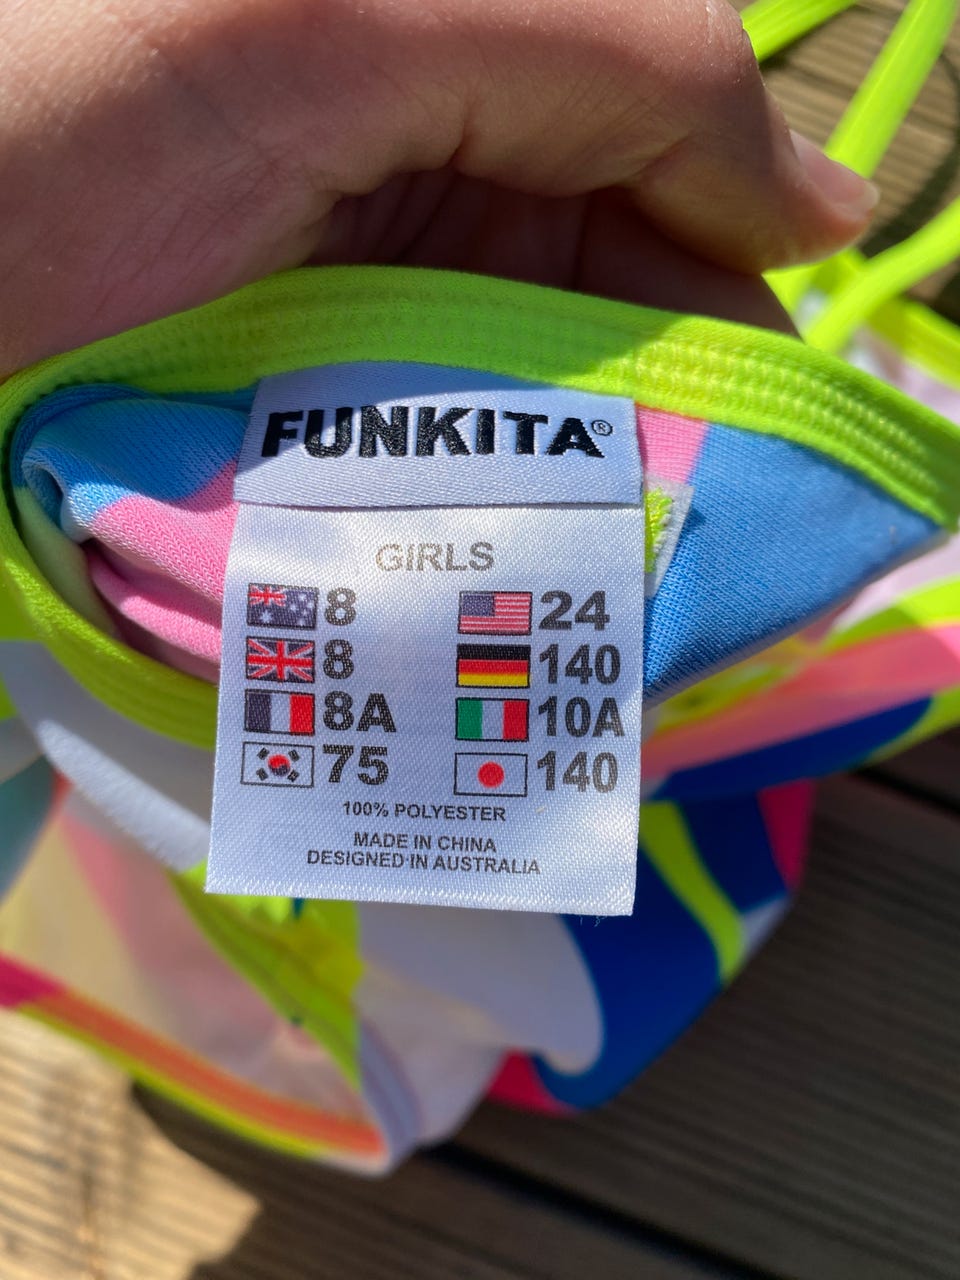 FUNKITA®
GIRLS
8 24
8 140
8A 10A
75 140
100% POLYESTER
MADE IN CHINA
DESIGNED IN AUSTRALIA